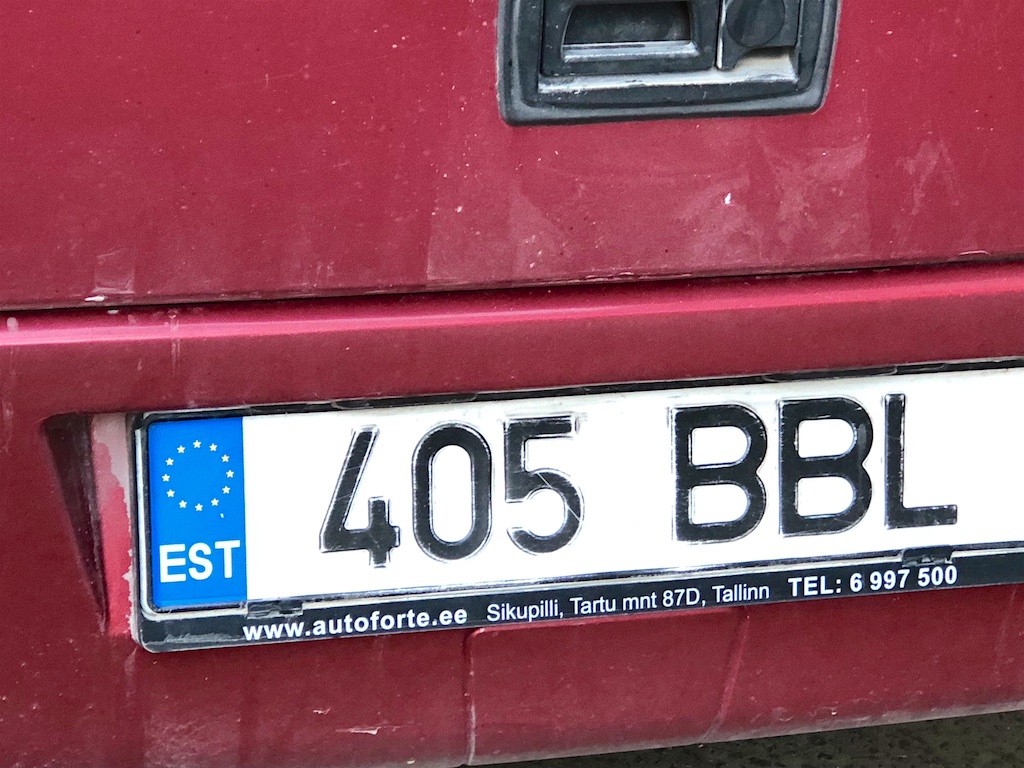 EST 405 BBL
www.autoforte.ee Sikupilli, Tartu mnt 87D, Tallinn TEL: 6 997 500